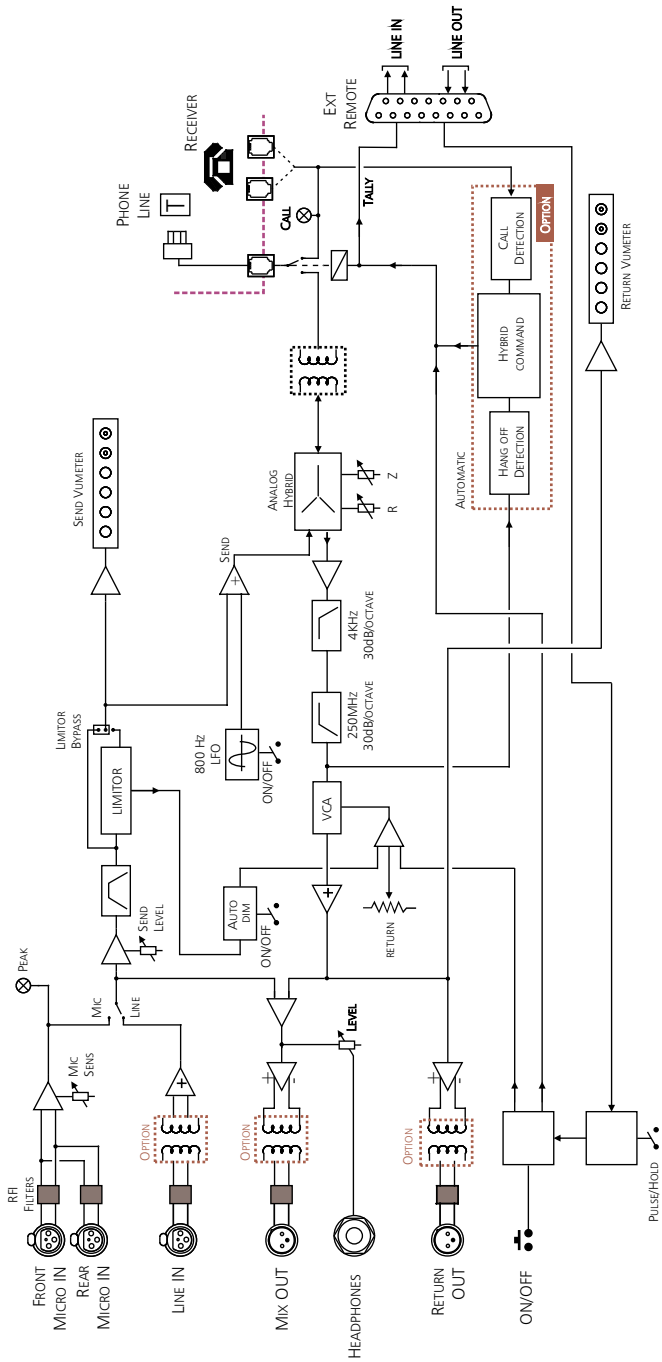 FRONT
MICRO IN
REAR
MICRO IN
RFI
FILTERS
MIC
SENS
PEAK
MIC
LINE
SEND
LEVEL
LIMITOR
LIMITOR
BYPASS
SEND VUMETER
LINE IN
OPTION
AUTO
DIM
ON/OFF
800 HZ
LFO
ON/OFF
SEND
ANALOG
HYBRID
R
Z
PHONE
LINE
T
RECEIVER
CALL
TALLY
EXT
REMOTE
LINE IN
LINE OUT
MIX OUT
OPTION
VCA
250MHZ
30DB/OCTAVE
4KHZ
30DB/OCTAVE
RETURN
HEADPHONES
LEVEL
AUTOMATIC
HANG OFF
DETECTION
HYBRID
COMMAND
CALL
DETECTION
OPTION
RETURN
OUT
OPTION
RETURN VUMETER
ON/OFF
PULSE/HOLD